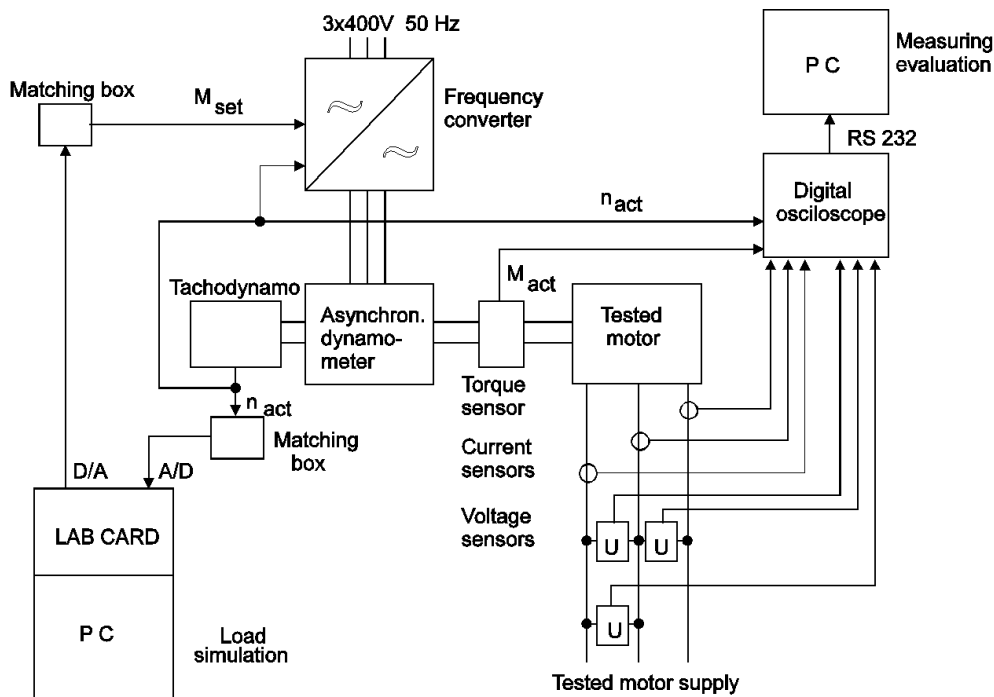 3x400V 50 Hz
Matching box
M set
Frequency
converter
P C
Measuring
evaluation
RS 232
Digital
osciloscope
n act
M act
Tachodynamo
Asynchron.
dynamo-
meter
Tested
motor
Torque
sensor
n act
Matching
box
Current
sensors
D/A
A/D
LAB CARD
Voltage
sensors
U
U
U
P C
Load
simulation
Tested motor supply